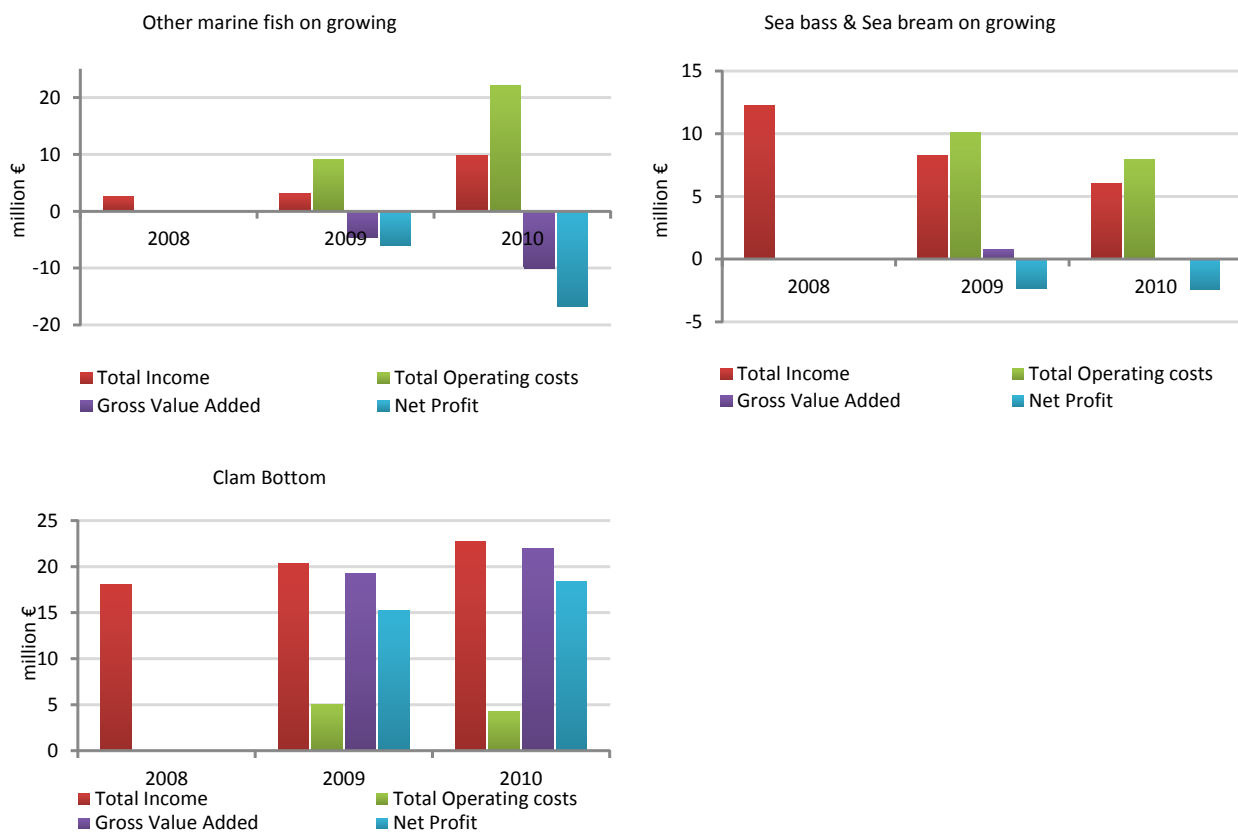 Other marine fish on growing
20
10
0
-10
-20
million €
2008
2009
2010
Total Income
Total Operating costs
Gross Value Added
Net Profit
Sea bass & Sea bream on growing
15
10
5
0
-5
million €
2008
2009
2010
Total Income
Total Operating costs
Gross Value Added
Net Profit
Clam Bottom
25
20
15
10
5
0
million €
2008
2009
2010
Total Income
Total Operating costs
Gross Value Added
Net Profit